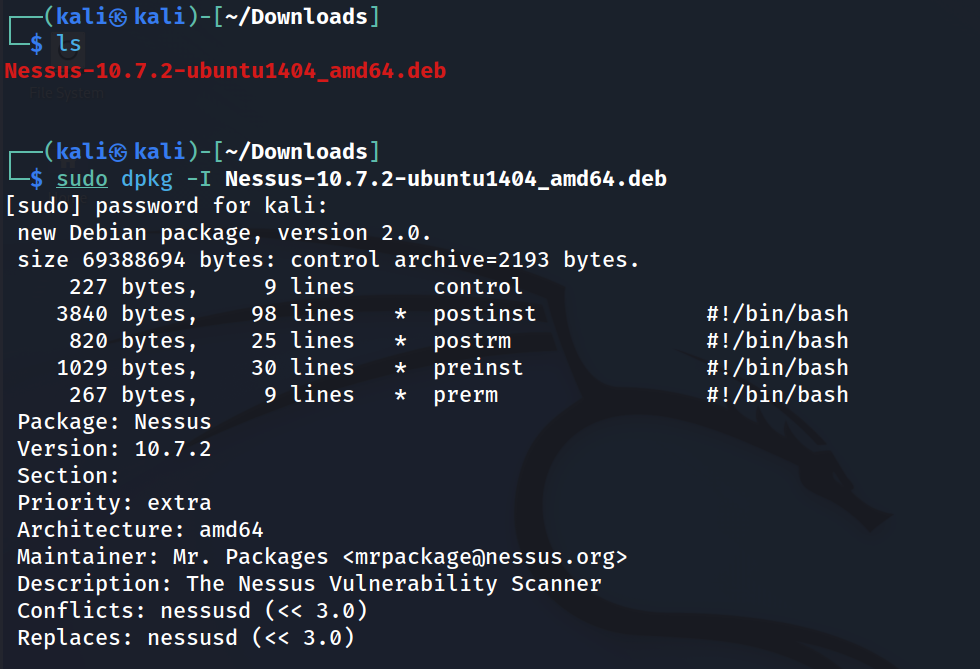 ┌──(kali㉿kali)-[~/Downloads]
└─$ ls
Nessus-10.7.2-ubuntu1404_amd64.deb
File System
┌──(kali㉿kali)-[~/Downloads]
└─$ sudo dpkg -I Nessus-10.7.2-ubuntu1404_amd64.deb
[sudo] password for kali:
 new Debian package, version 2.0.
 size 69388694 bytes: control archive=2193 bytes.
     227 bytes,     9 lines      control
    3840 bytes,    98 lines   *  postinst             #!/bin/bash
     820 bytes,    25 lines   *  postrm               #!/bin/bash
    1029 bytes,    30 lines   *  preinst              #!/bin/bash
     267 bytes,     9 lines   *  prerm                #!/bin/bash
 Package: Nessus
 Version: 10.7.2
 Section:
 Priority: extra
 Architecture: amd64
 Maintainer: Mr. Packages <mrpackage@nessus.org>
 Description: The Nessus Vulnerability Scanner
 Conflicts: nessusd (<< 3.0)
 Replaces: nessusd (<< 3.0)